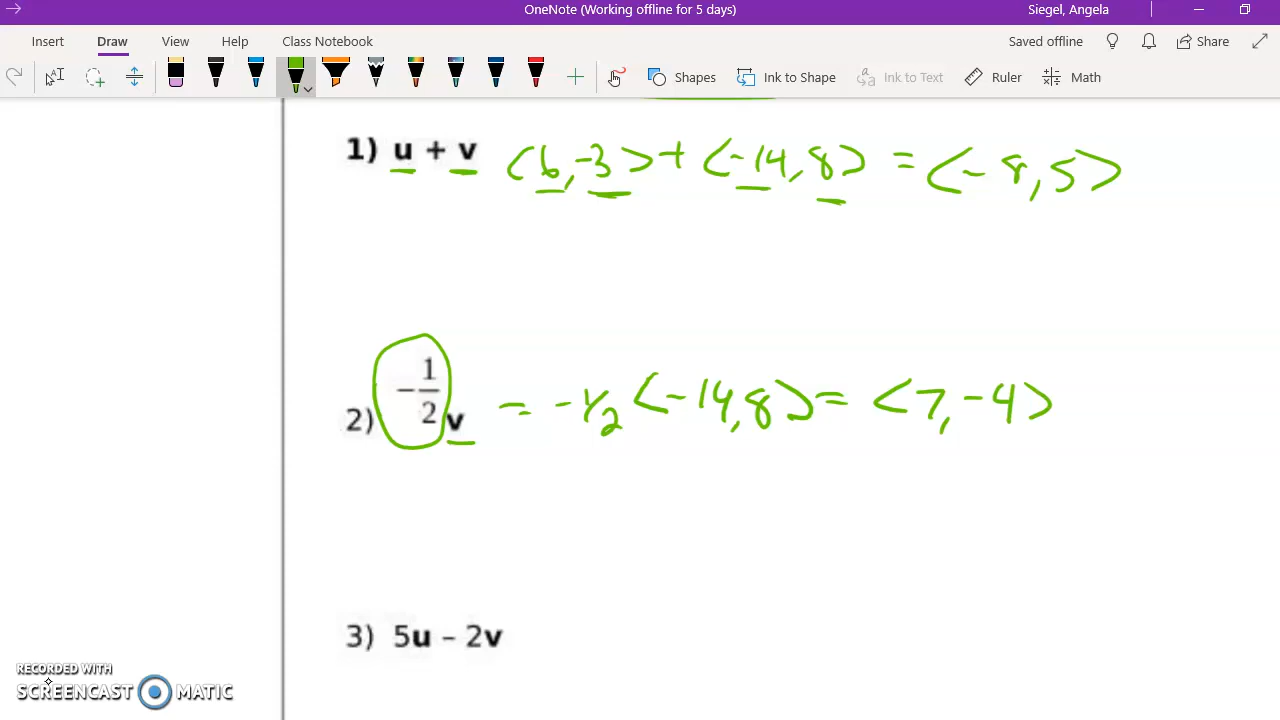 OneNote (Working offline for 5 days) Siegel, Angela
Insert Draw View Help Class Notebook Saved offline Share
Shapes Ink to Shape Ink to Text Ruler Math
1) u + v ⟨6, -3⟩ + ⟨-14, 8⟩ = ⟨-8, 5⟩
2) -1/2 v = -1/2 ⟨-14, 8⟩ = ⟨7, -4⟩
3) 5u – 2v
RECORDED WITH
SCREENCAST MATIC